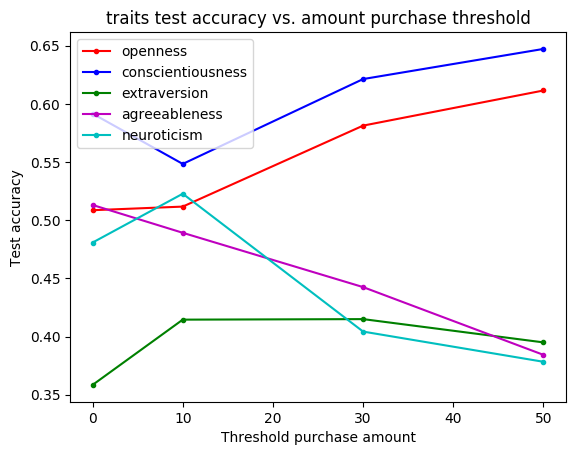 traits test accuracy vs. amount purchase threshold
openness
conscientiousness
extraversion
agreeableness
neuroticism
Test accuracy
0.65
0.60
0.55
0.50
0.45
0.40
0.35
0 10 20 30 40 50
Threshold purchase amount